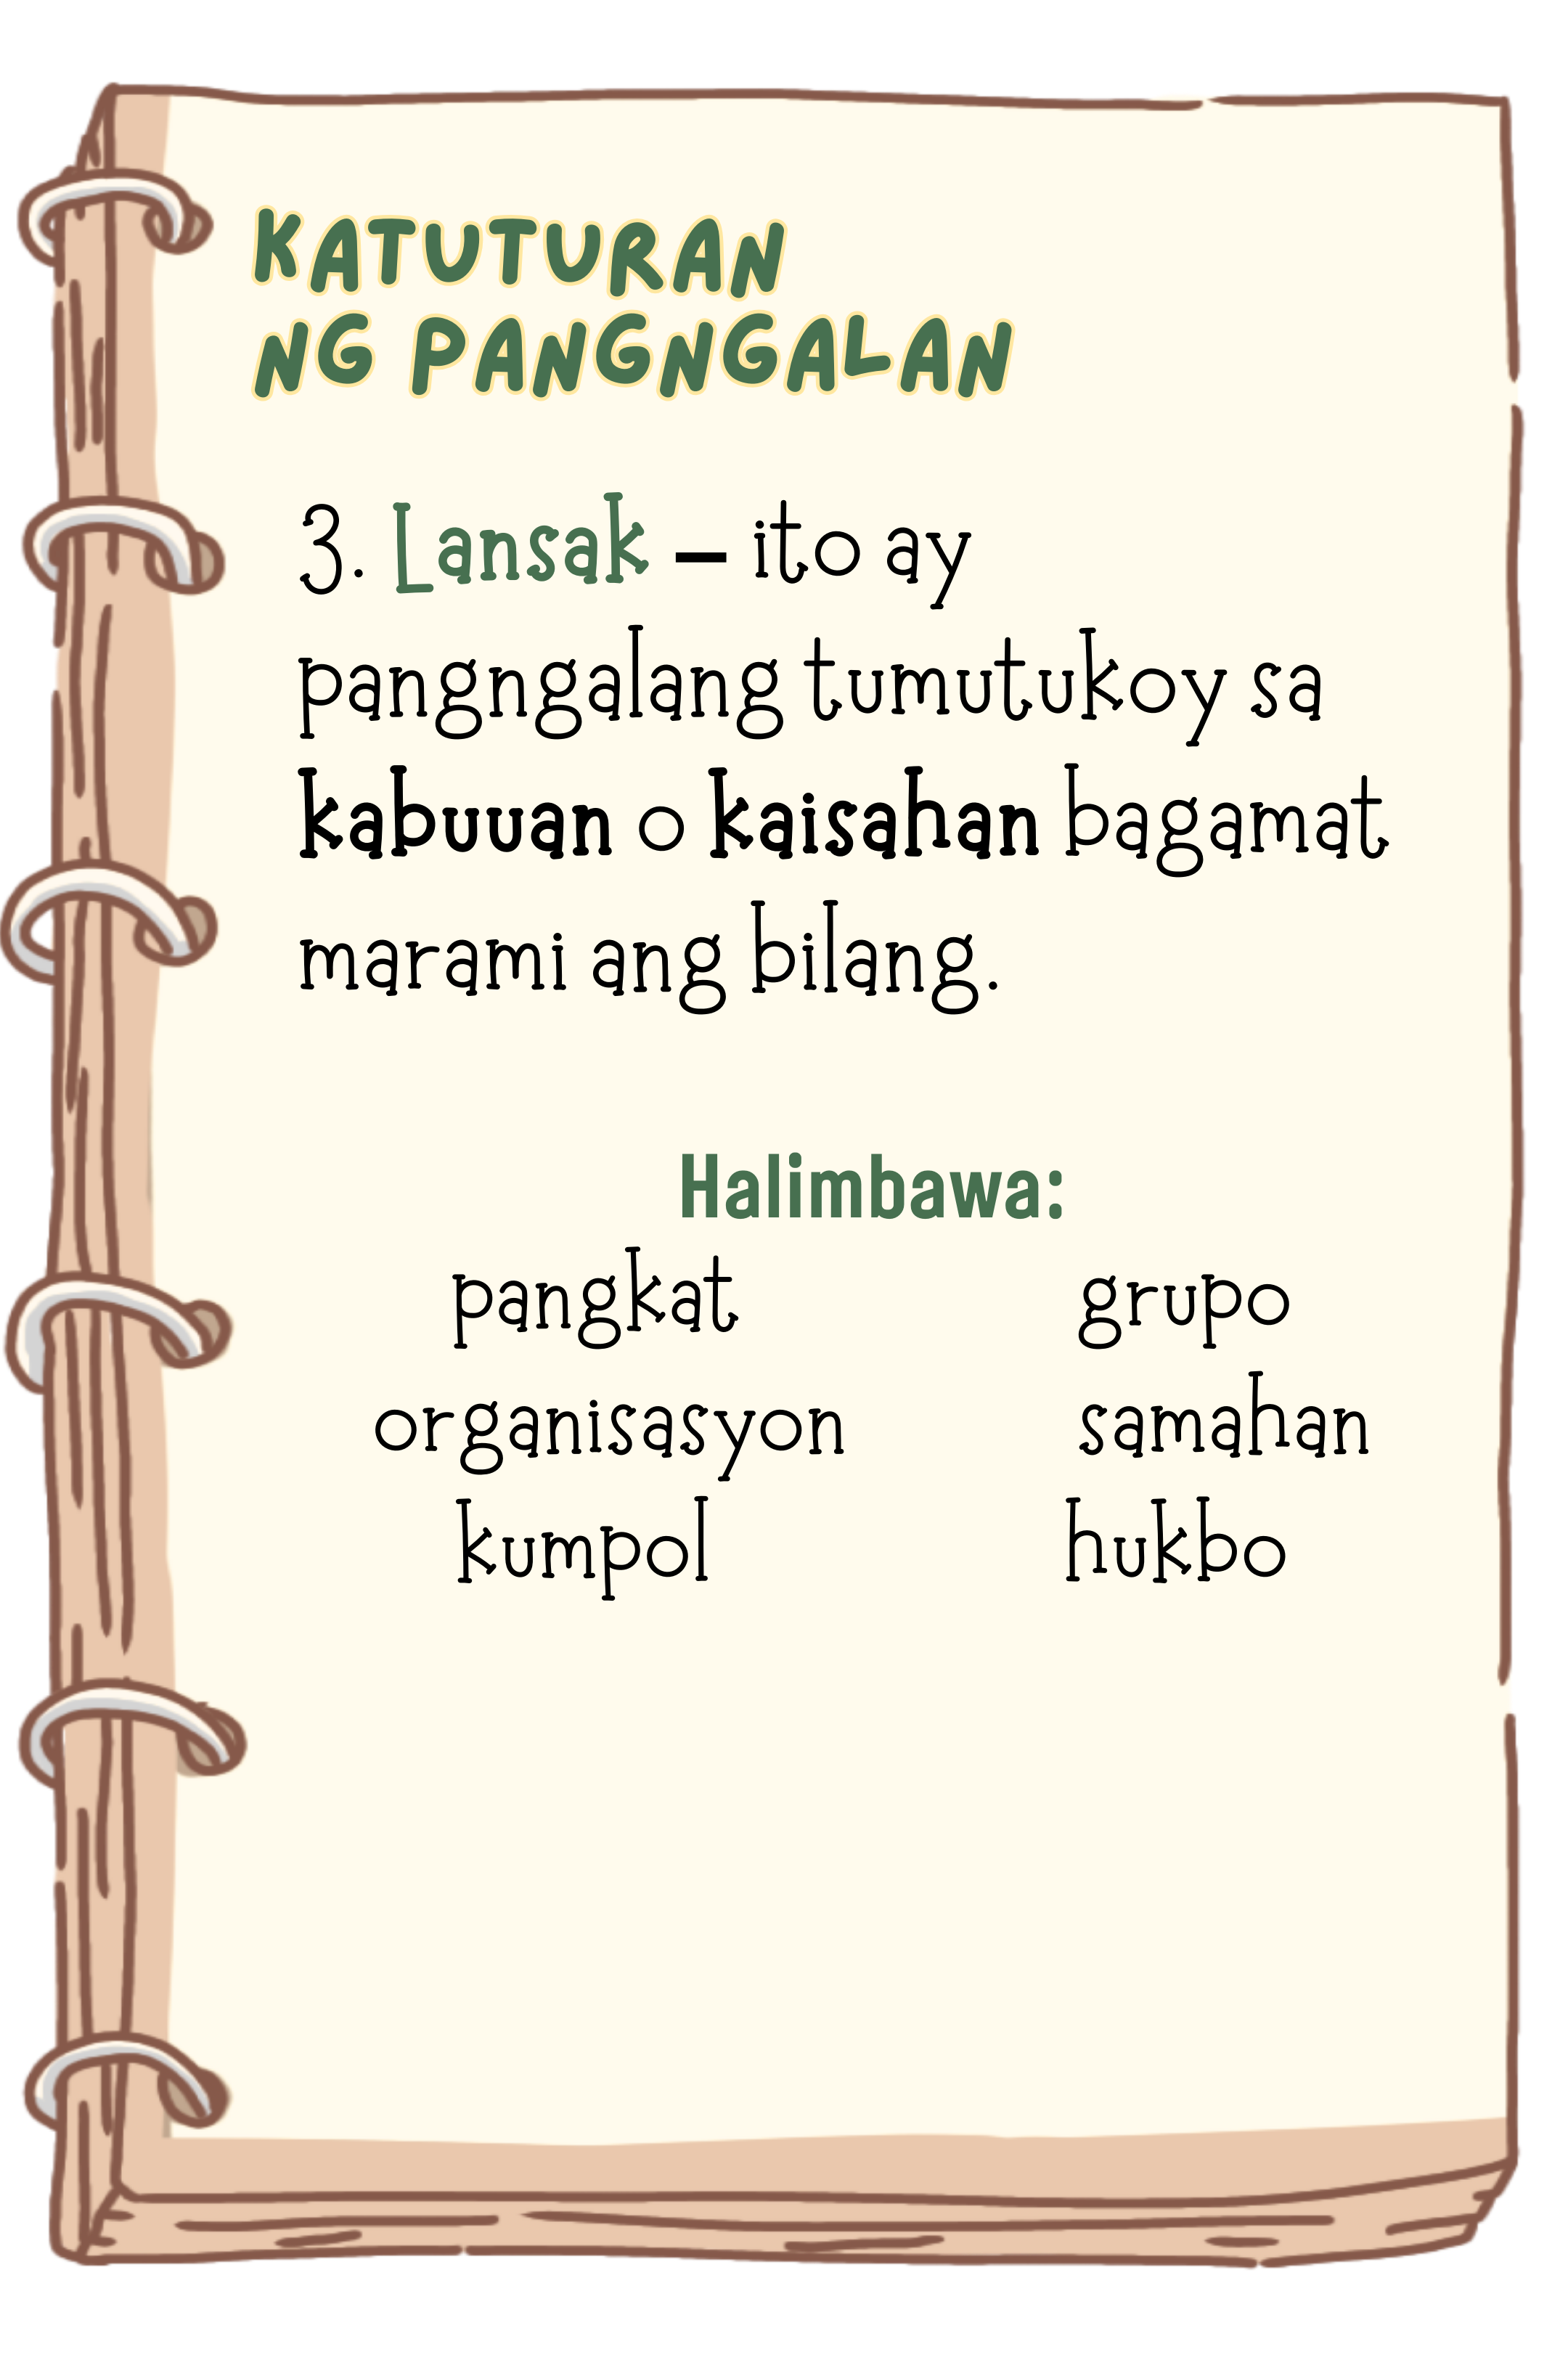 KATUTURAN
NG PANGNGALAN
3. Lansak – ito ay
pangngalang tumutukoy sa
kabuuan o kaisahan bagamat
marami ang bilang.
Halimbawa:
pangkat grupo
organisasyon samahan
kumpol hukbo